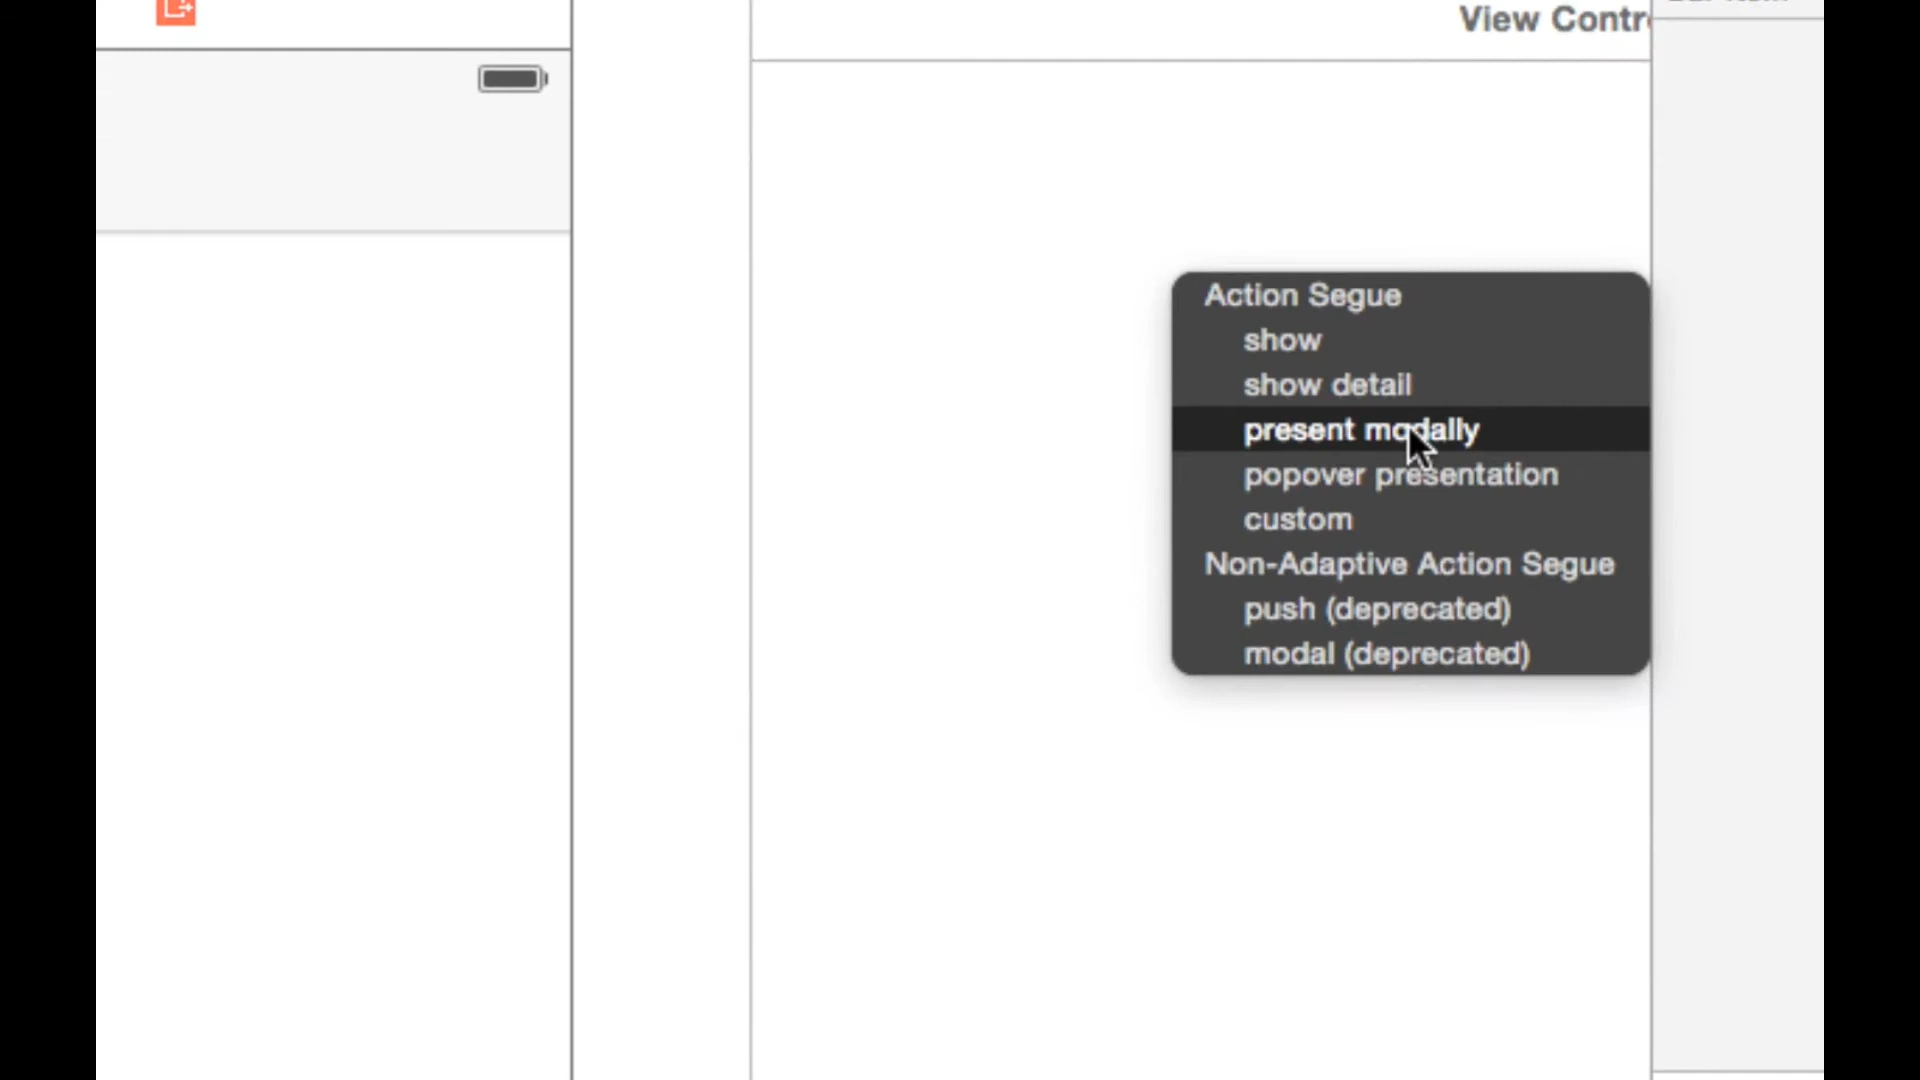 View Contr
Action Segue
show
show detail
present modally
popover presentation
custom
Non-Adaptive Action Segue
push (deprecated)
modal (deprecated)